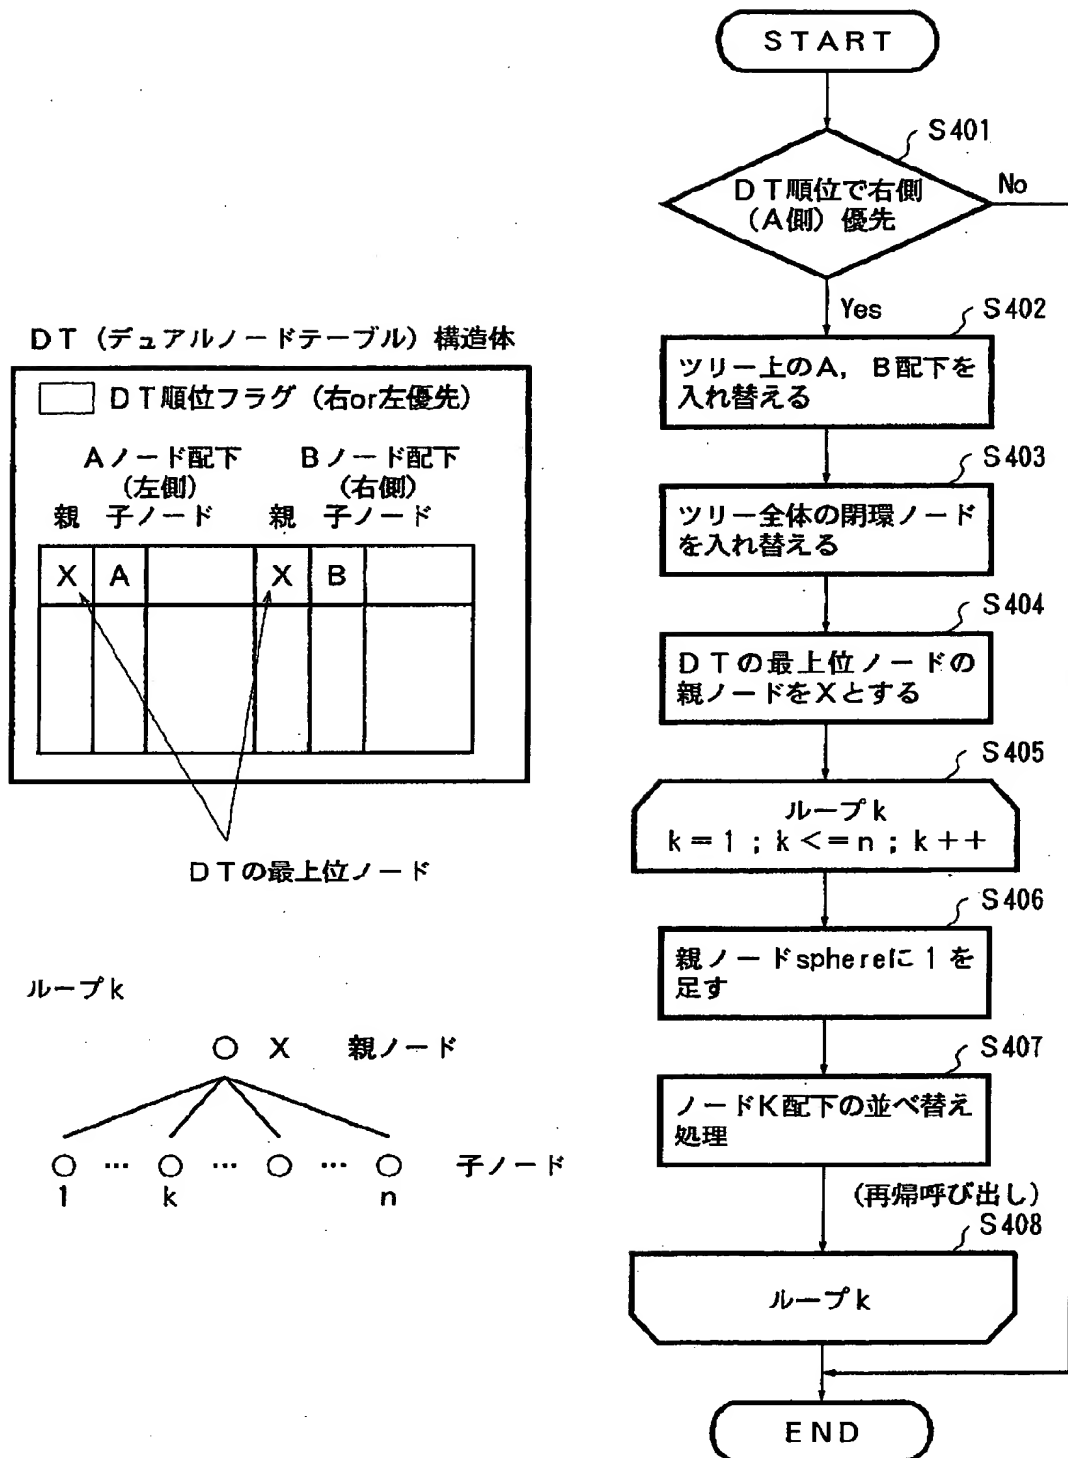 START
S401
DT順位で右側
(A側)優先
No
Yes
S402
ツリー上のA,B配下を
入れ替える
S403
ツリー全体の閉環ノード
を入れ替える
S404
DTの最上位ノードの
親ノードをXとする
S405
ループk
k=1;k<=n;k++
S406
親ノードsphereに1を
足す
S407
ノードK配下の並べ替え
処理
(再帰呼び出し)
S408
ループk
END
DT(デュアルノードテーブル)構造体
DT順位フラグ(右or左優先)
Aノード配下 Bノード配下
(左側) (右側)
親 子ノード 親 子ノード
X A X B
DTの最上位ノード
ループk
X 親ノード
… … … 子ノード
1 k n